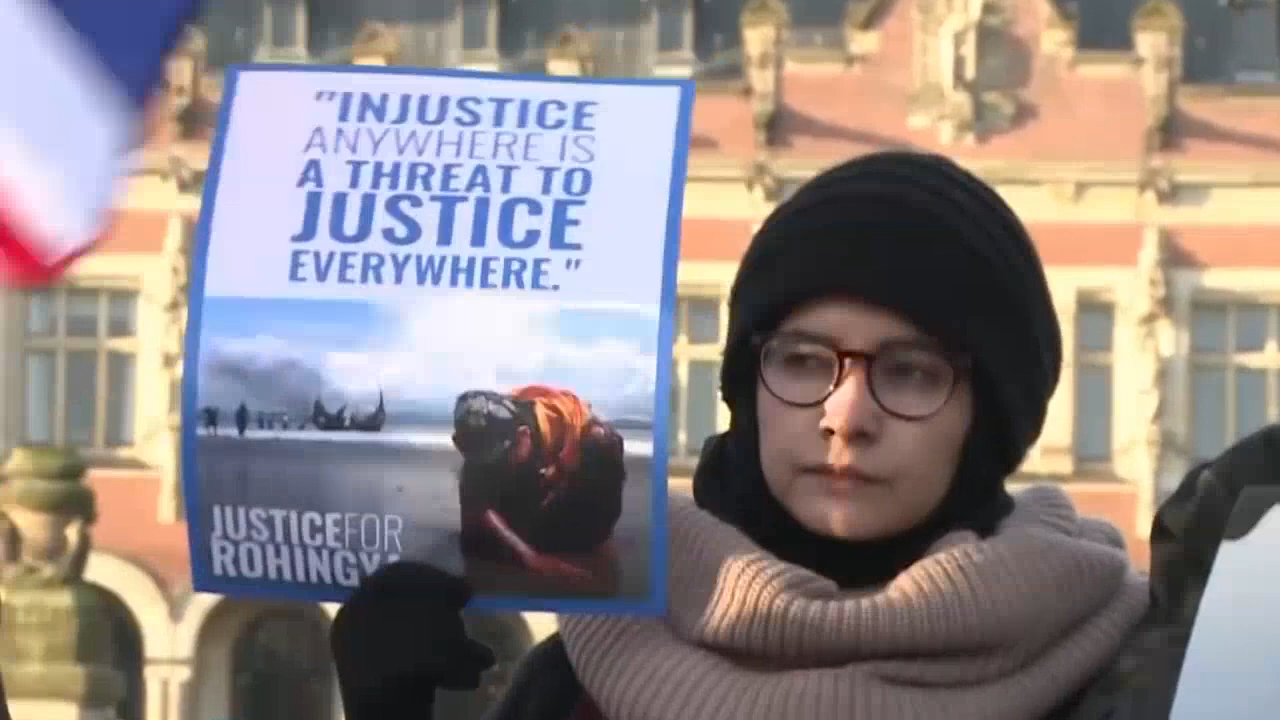 "INJUSTICE
ANYWHERE IS
A THREAT TO
JUSTICE
EVERYWHERE."
JUSTICEFOR
ROHINGYA